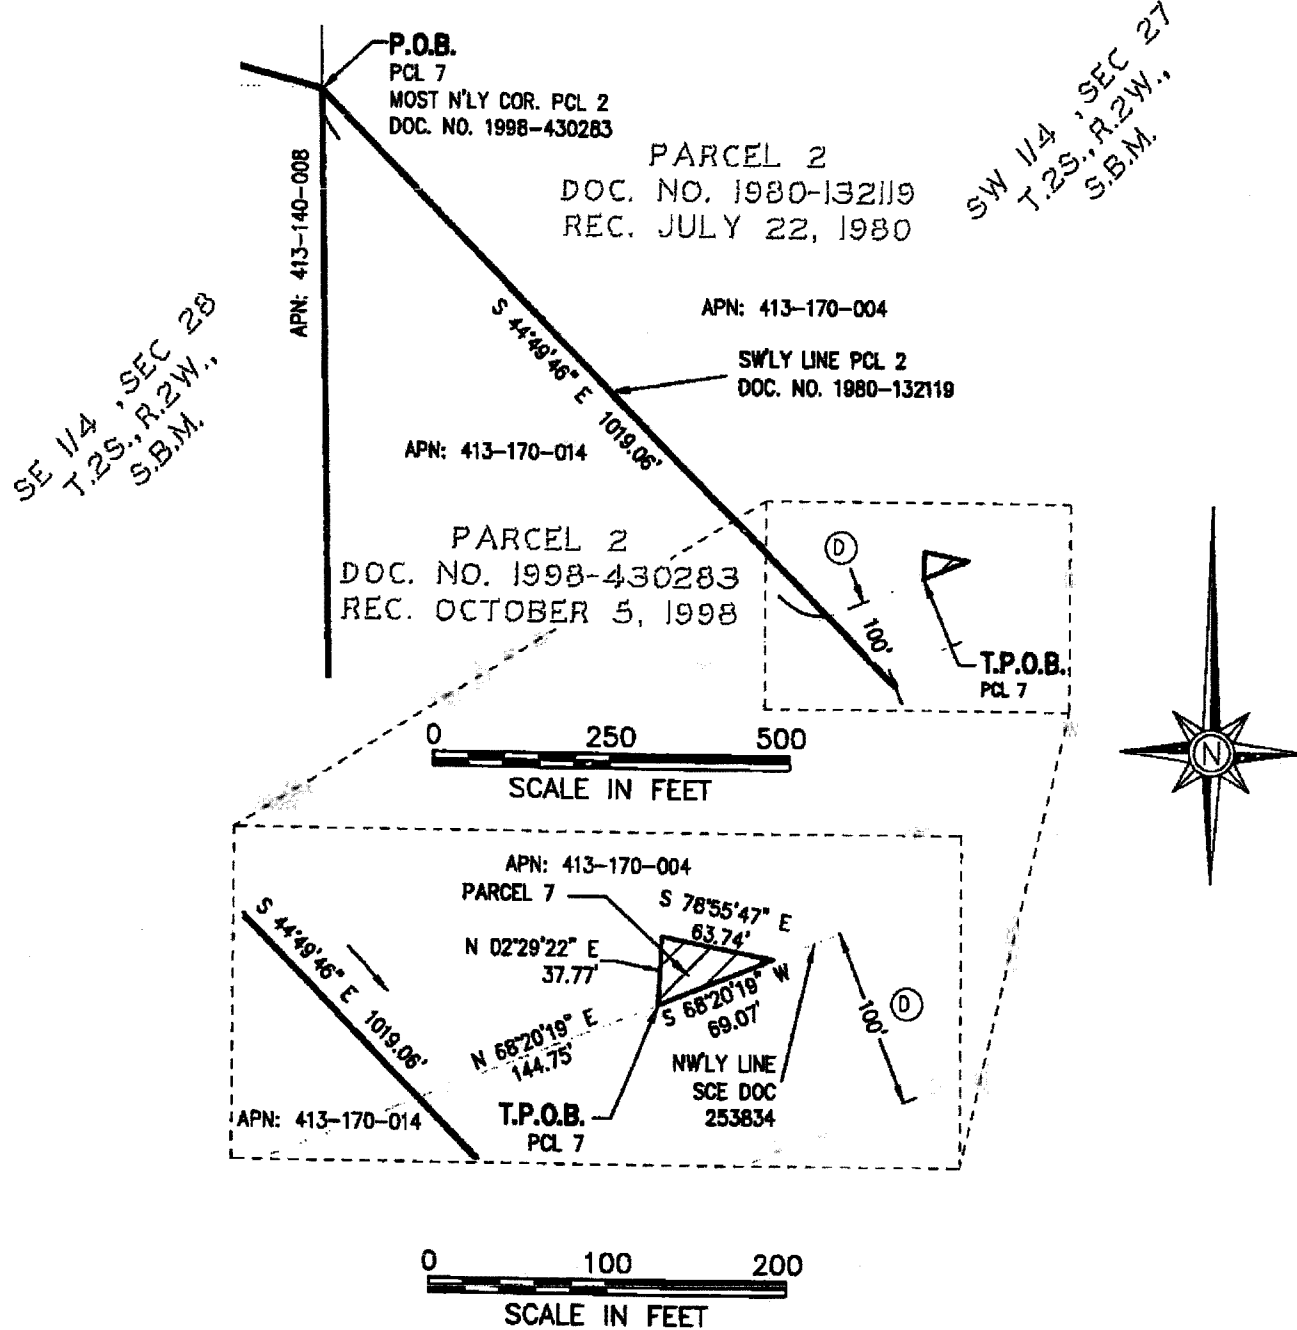 P.O.B.
PCL 7
MOST N'LY COR. PCL 2
DOC. NO. 1998-430283
SW 1/4 , SEC 27
T.2S., R.2W.,
S.B.M.
PARCEL 2
DOC. NO. 1980-132119
REC. JULY 22, 1980
APN: 413-140-008
APN: 413-170-004
SE 1/4 , SEC 28
T.2S., R.2W.,
S.B.M.
S 44°49'46" E 1019.06'
SW'LY LINE PCL 2
DOC. NO. 1980-132119
APN: 413-170-014
PARCEL 2
DOC. NO. 1998-430283
REC. OCTOBER 5, 1998
D
100'
T.P.O.B.
PCL 7
0 250 500
SCALE IN FEET
N
APN: 413-170-004
PARCEL 7
S 78°55'47" E
63.74'
S 44°49'46" E 1019.06'
N 02°29'22" E
37.77'
S 68°20'19" W
69.07'
N 68°20'19" E
144.75'
100'
D
NW'LY LINE
SCE DOC
253834
T.P.O.B.
PCL 7
APN: 413-170-014
0 100 200
SCALE IN FEET